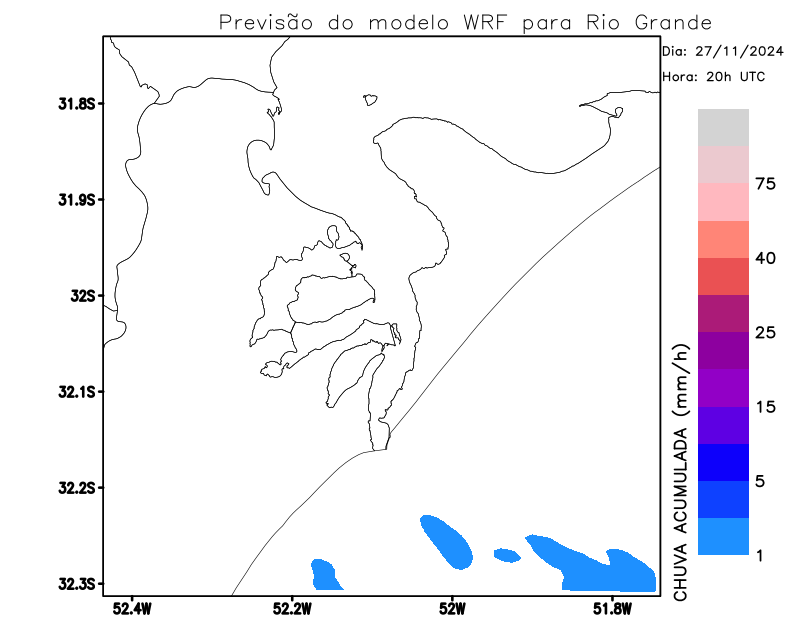 Previsão do modelo WRF para Rio Grande
Dia: 27/11/2024
Hora: 20h UTC
31.8S
31.9S
32S
32.1S
32.2S
32.3S
52.4W
52.2W
52W
51.8W
CHUVA ACUMULADA (mm/h)
75
40
25
15
5
1